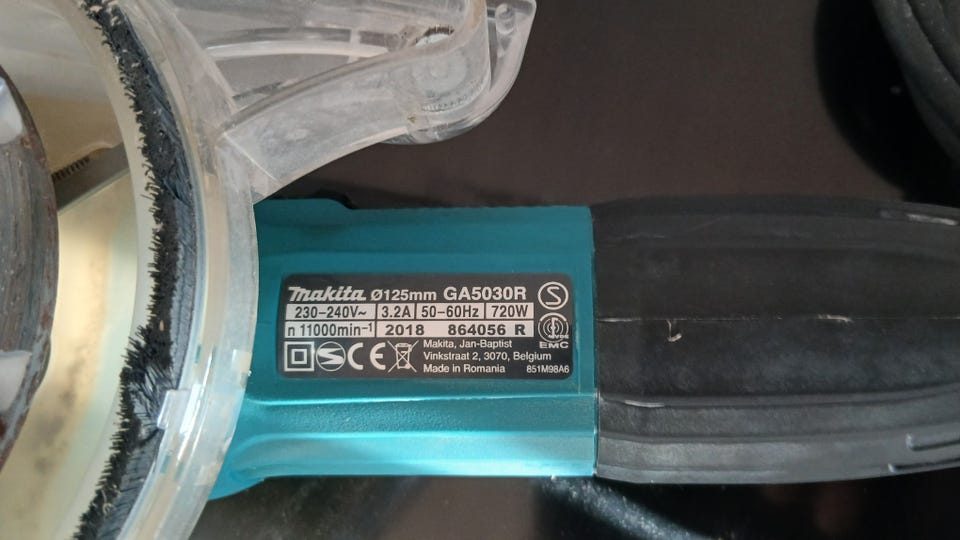 makita Ø125mm GA5030R S
230-240V~ 3.2A 50-60Hz 720W
n 11000min⁻¹ 2018 864056 R
EMC
Makita, Jan-Baptist
Vinkstraat 2, 3070, Belgium
Made in Romania 851M98A6
CE